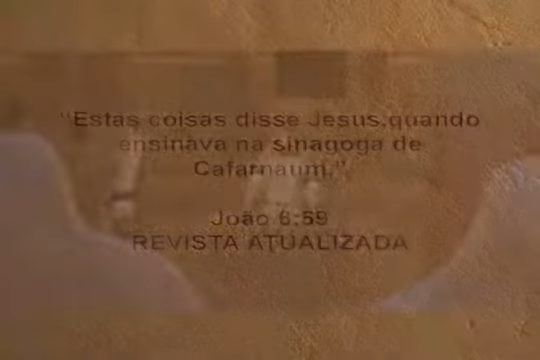 "Estas coisas disse Jesus,quando
ensinava na sinagoga de
Cafarnaum."
João 6:59
REVISTA ATUALIZADA